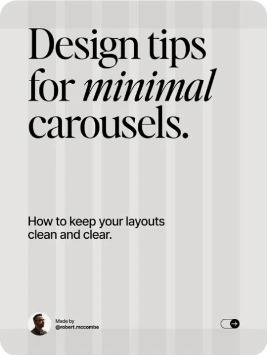 Design tips
for minimal
carousels.
How to keep your layouts
clean and clear.
Made by
@robert.mccombe